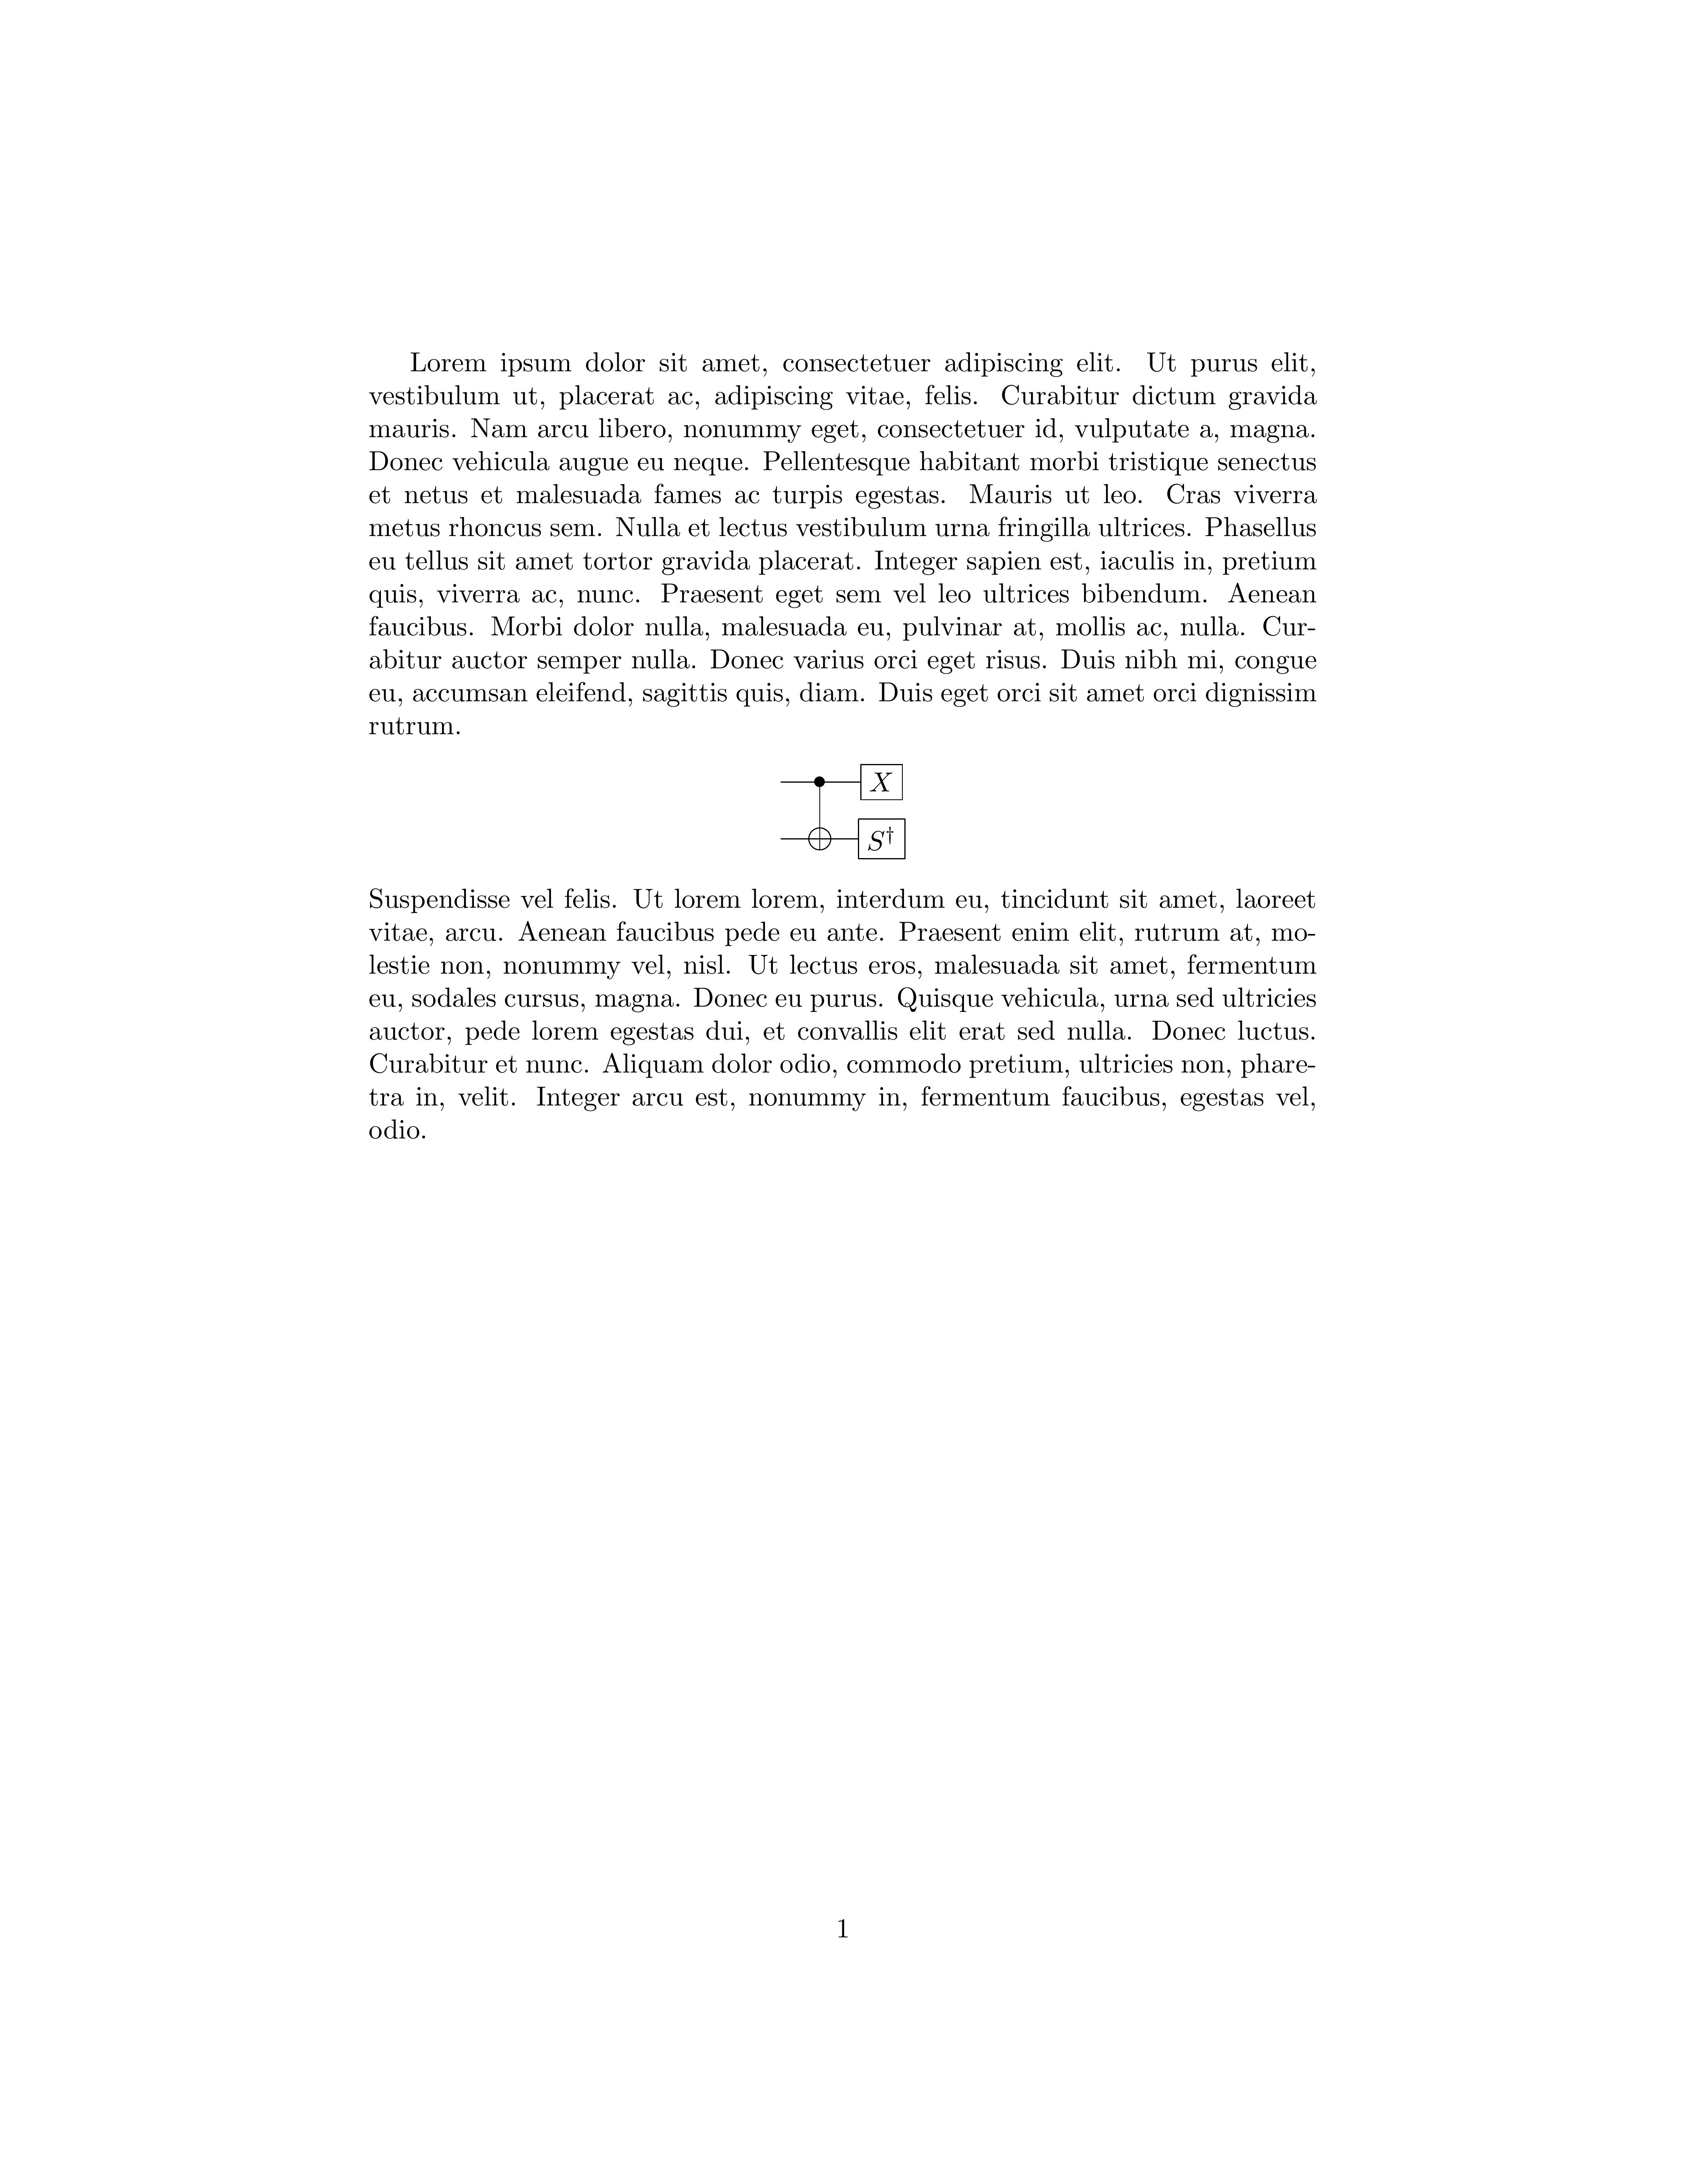 Lorem ipsum dolor sit amet, consectetuer adipiscing elit. Ut purus elit,
vestibulum ut, placerat ac, adipiscing vitae, felis. Curabitur dictum gravida
mauris. Nam arcu libero, nonummy eget, consectetuer id, vulputate a, magna.
Donec vehicula augue eu neque. Pellentesque habitant morbi tristique senectus
et netus et malesuada fames ac turpis egestas. Mauris ut leo. Cras viverra
metus rhoncus sem. Nulla et lectus vestibulum urna fringilla ultrices. Phasellus
eu tellus sit amet tortor gravida placerat. Integer sapien est, iaculis in, pretium
quis, viverra ac, nunc. Praesent eget sem vel leo ultrices bibendum. Aenean
faucibus. Morbi dolor nulla, malesuada eu, pulvinar at, mollis ac, nulla. Cur-
abitur auctor semper nulla. Donec varius orci eget risus. Duis nibh mi, congue
eu, accumsan eleifend, sagittis quis, diam. Duis eget orci sit amet orci dignissim
rutrum.
X
S†
Suspendisse vel felis. Ut lorem lorem, interdum eu, tincidunt sit amet, laoreet
vitae, arcu. Aenean faucibus pede eu ante. Praesent enim elit, rutrum at, mo-
lestie non, nonummy vel, nisl. Ut lectus eros, malesuada sit amet, fermentum
eu, sodales cursus, magna. Donec eu purus. Quisque vehicula, urna sed ultricies
auctor, pede lorem egestas dui, et convallis elit erat sed nulla. Donec luctus.
Curabitur et nunc. Aliquam dolor odio, commodo pretium, ultricies non, phare-
tra in, velit. Integer arcu est, nonummy in, fermentum faucibus, egestas vel,
odio.
1